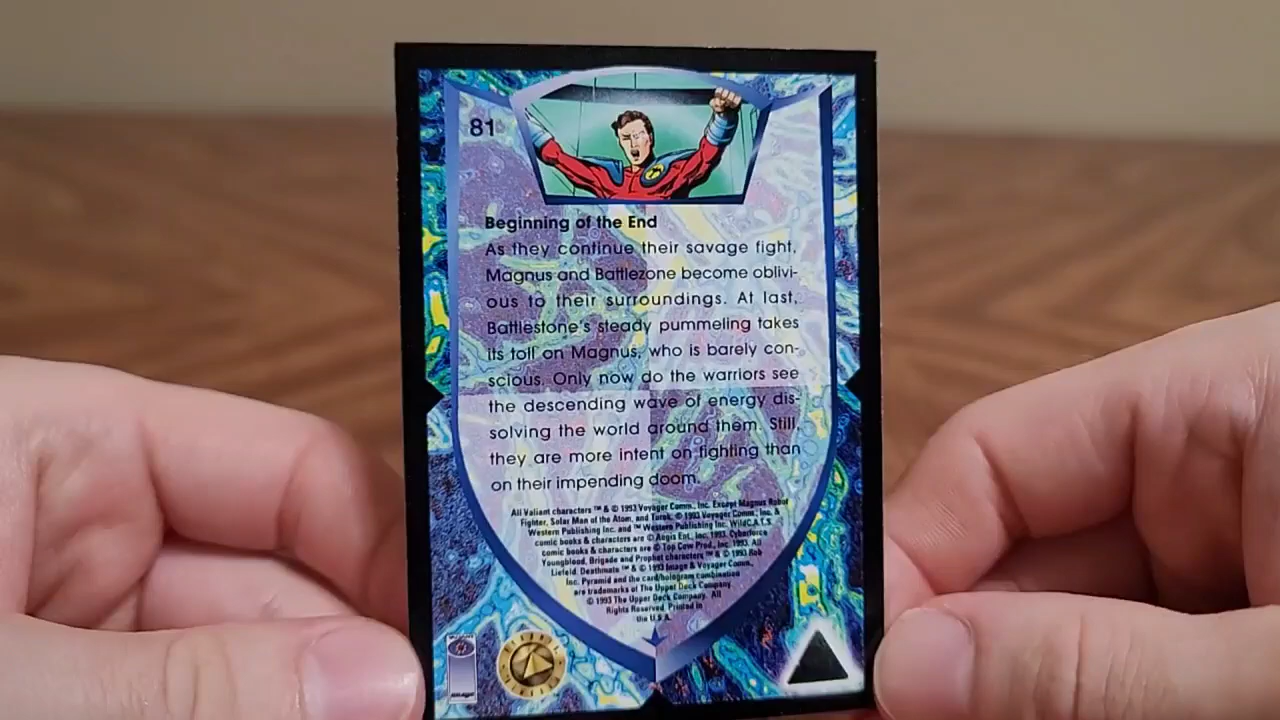 81
Beginning of the End
As they continue their savage fight,
Magnus and Battlezone become oblivi-
ous to their surroundings. At last,
Battlestone's steady pummeling takes
its toll on Magnus, who is barely con-
scious. Only now do the warriors see
the descending wave of energy dis-
solving the world around them. Still,
they are more intent on fighting than
on their impending doom.
All Valiant characters ™ & © 1993 Voyager Comm., Inc. Except Magnus Robot
Fighter, Solar Man of the Atom, and Turok; © 1993 Voyager Comm., Inc. &
Western Publishing Inc. and ™ Western Publishing Inc. WildC.A.T.S.
comic books & characters are © Aegis Ent., Inc. 1993. Cyberforce
comic books & characters are © Top Cow Prod., Inc. 1993. All
Youngblood, Brigade and Prophet characters ™ & © 1993 Rob
Liefeld. Deathmate ™ & © 1993 Image & Voyager Comm.,
Inc. Pyramid and the card/hologram combination
are trademarks of The Upper Deck Company.
© 1993 The Upper Deck Company. All
Rights Reserved. Printed in
the U.S.A.
image